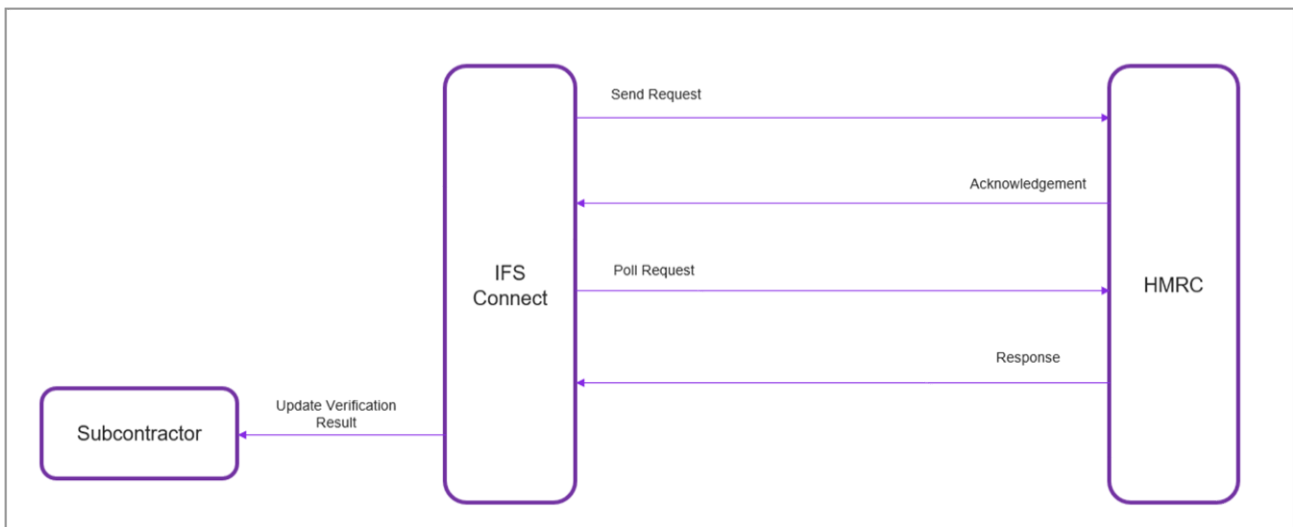 Send Request
Acknowledgement
IFS
Connect
Poll Request
HMRC
Response
Update Verification
Result
Subcontractor